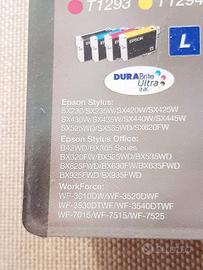 T1293 T1294
EPSON
L
DURABrite
Ultra
INK
Epson Stylus:
SX230/SX235W/SX420W/SX425W
SX430W/SX435W/SX440W/SX445W
SX525WD/SX535WD/SX620FW
Epson Stylus Office:
B42WD/BX305 Series
BX320FW/BX525WD/BX535WD
BX625FWD/BX630FW/BX635FWD
BX925FWD/BX935FWD
WorkForce:
WF-3010DW/WF-3520DWF
WF-3530DTWF/WF-3540DTWF
WF-7015/WF-7515/WF-7525